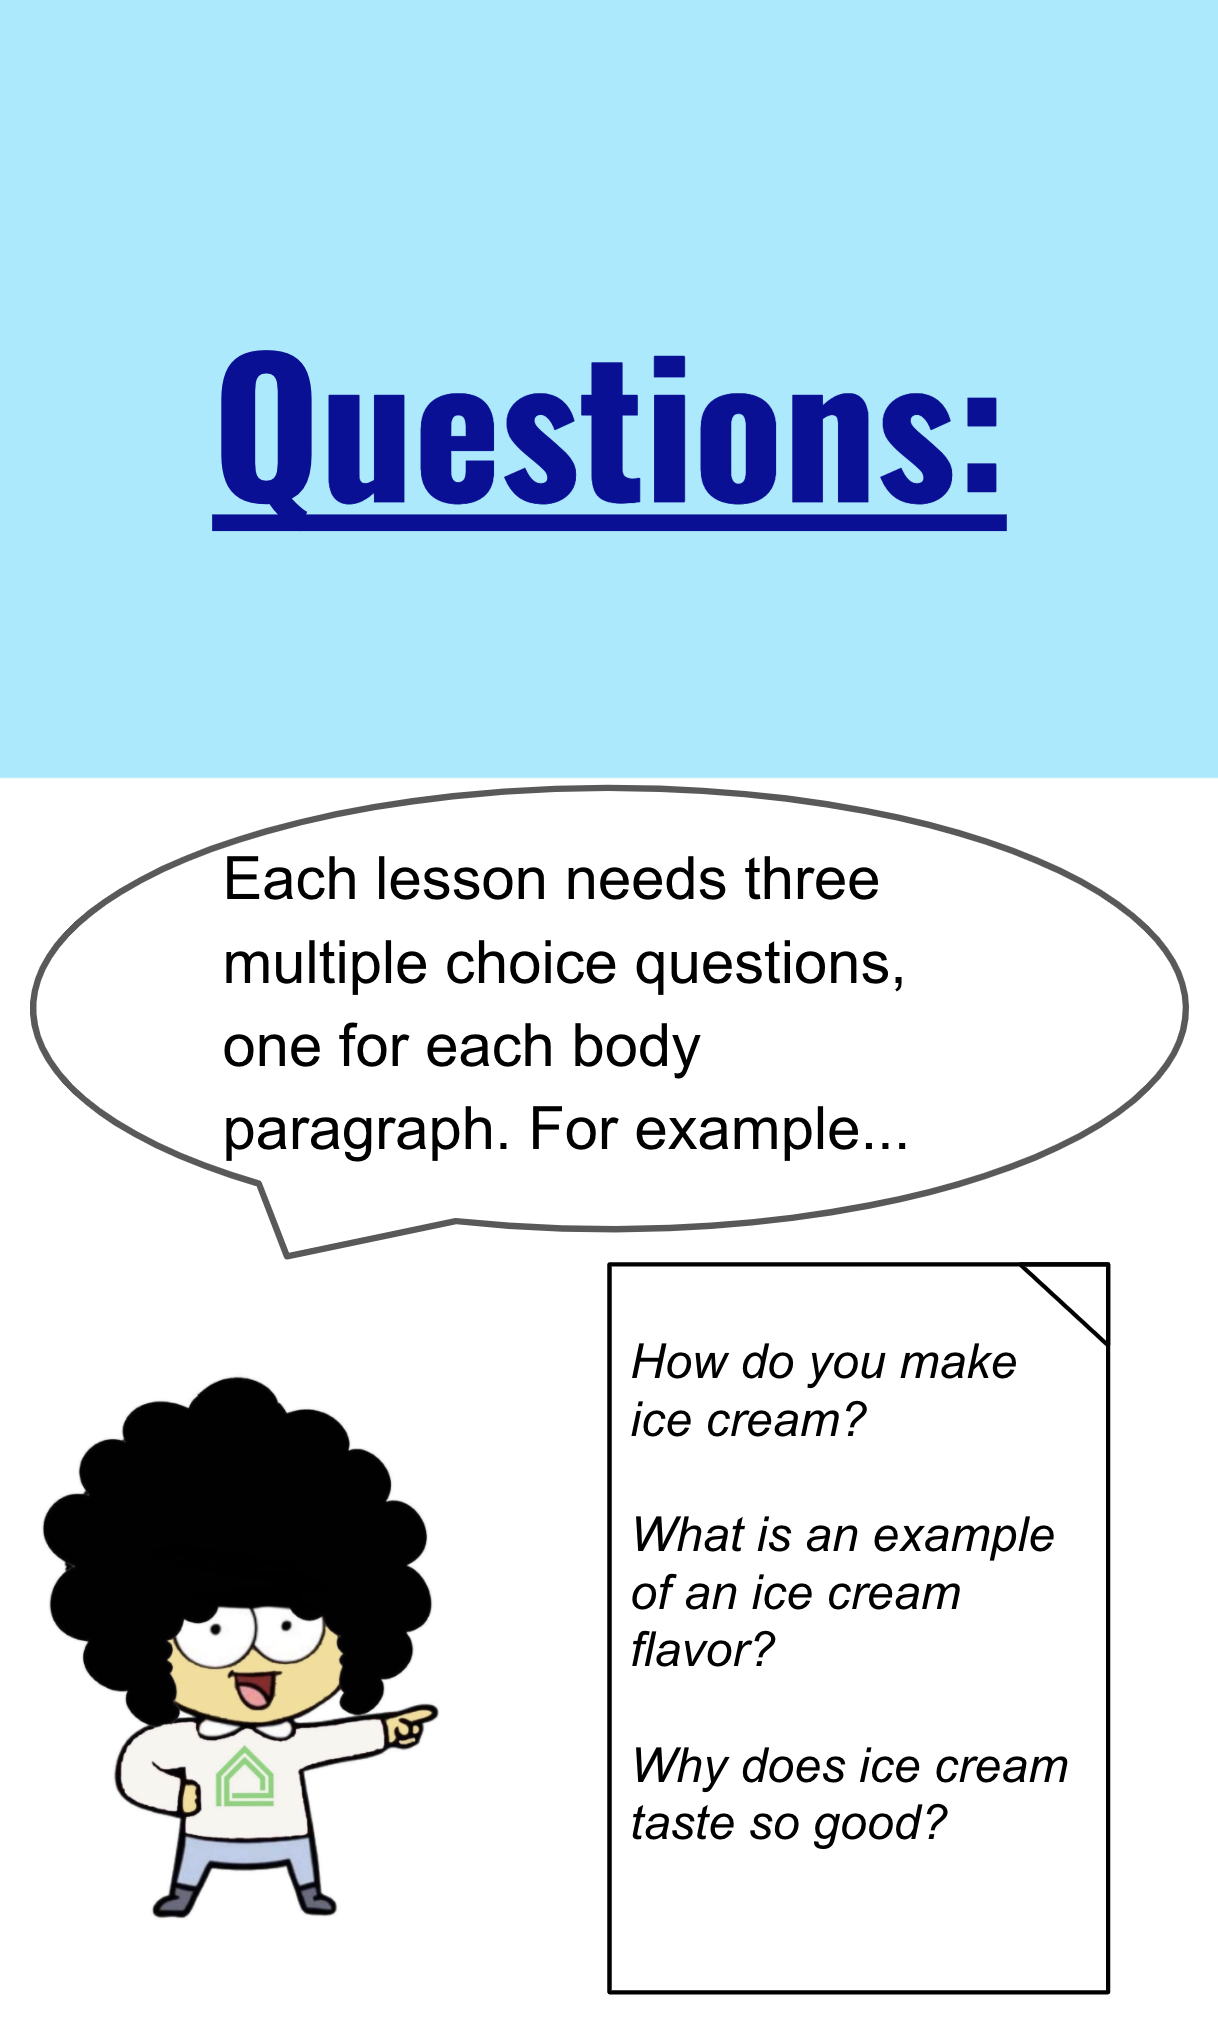 Questions:
Each lesson needs three
multiple choice questions,
one for each body
paragraph. For example...
How do you make
ice cream?
What is an example
of an ice cream
flavor?
Why does ice cream
taste so good?